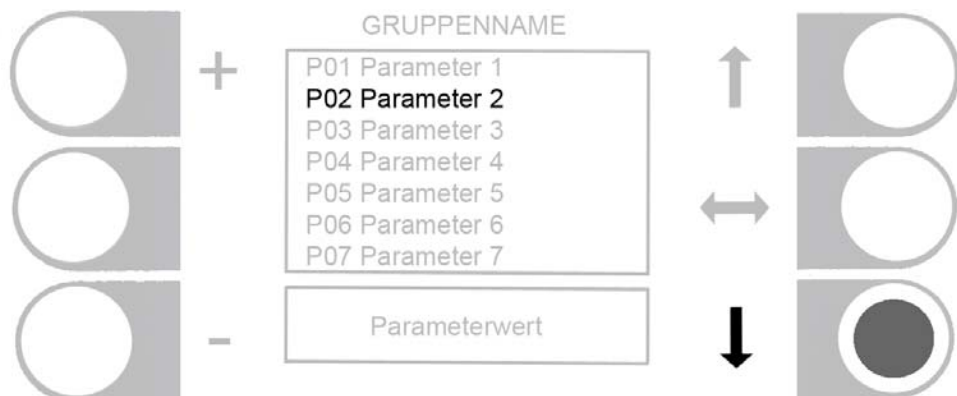 GRUPPENNAME
+
P01 Parameter 1
P02 Parameter 2
P03 Parameter 3
P04 Parameter 4
P05 Parameter 5
P06 Parameter 6
P07 Parameter 7
-
Parameterwert